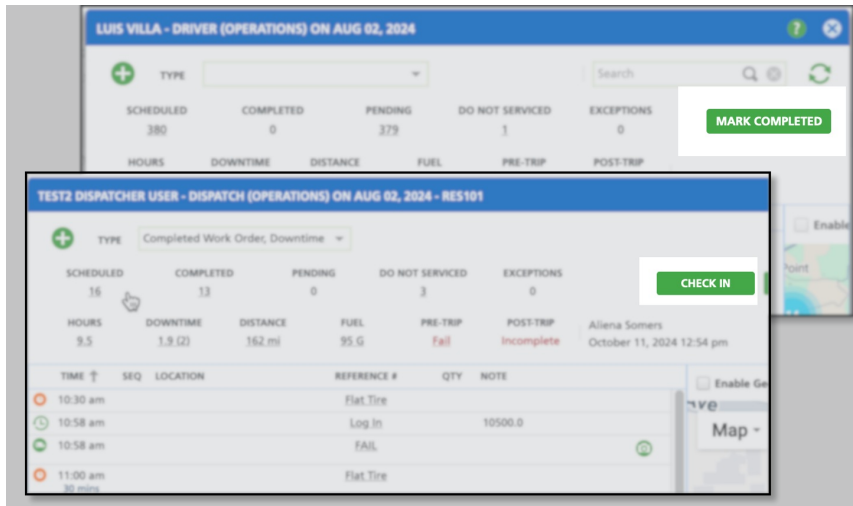 LUIS VILLA - DRIVER (OPERATIONS) ON AUG 02, 2024
?
TYPE
Search
SCHEDULED COMPLETED PENDING DO NOT SERVICED EXCEPTIONS
380 0 379 1 0
MARK COMPLETED
HOURS DOWNTIME DISTANCE FUEL PRE-TRIP POST-TRIP
Enable
Point
TEST2 DISPATCHER USER - DISPATCH (OPERATIONS) ON AUG 02, 2024 - RES101
TYPE Completed Work Order, Downtime
SCHEDULED COMPLETED PENDING DO NOT SERVICED EXCEPTIONS
16 13 0 3 0
CHECK IN
HOURS DOWNTIME DISTANCE FUEL PRE-TRIP POST-TRIP
9.5 1.9 (2) 162 mi 95 G Fail Incomplete
Aliena Somers
October 11, 2024 12:54 pm
TIME SEQ LOCATION REFERENCE # QTY NOTE
Enable Ge
10:30 am Flat Tire
10:58 am Log In 10500.0
Map
10:58 am FAIL
11:00 am Flat Tire
30 mins